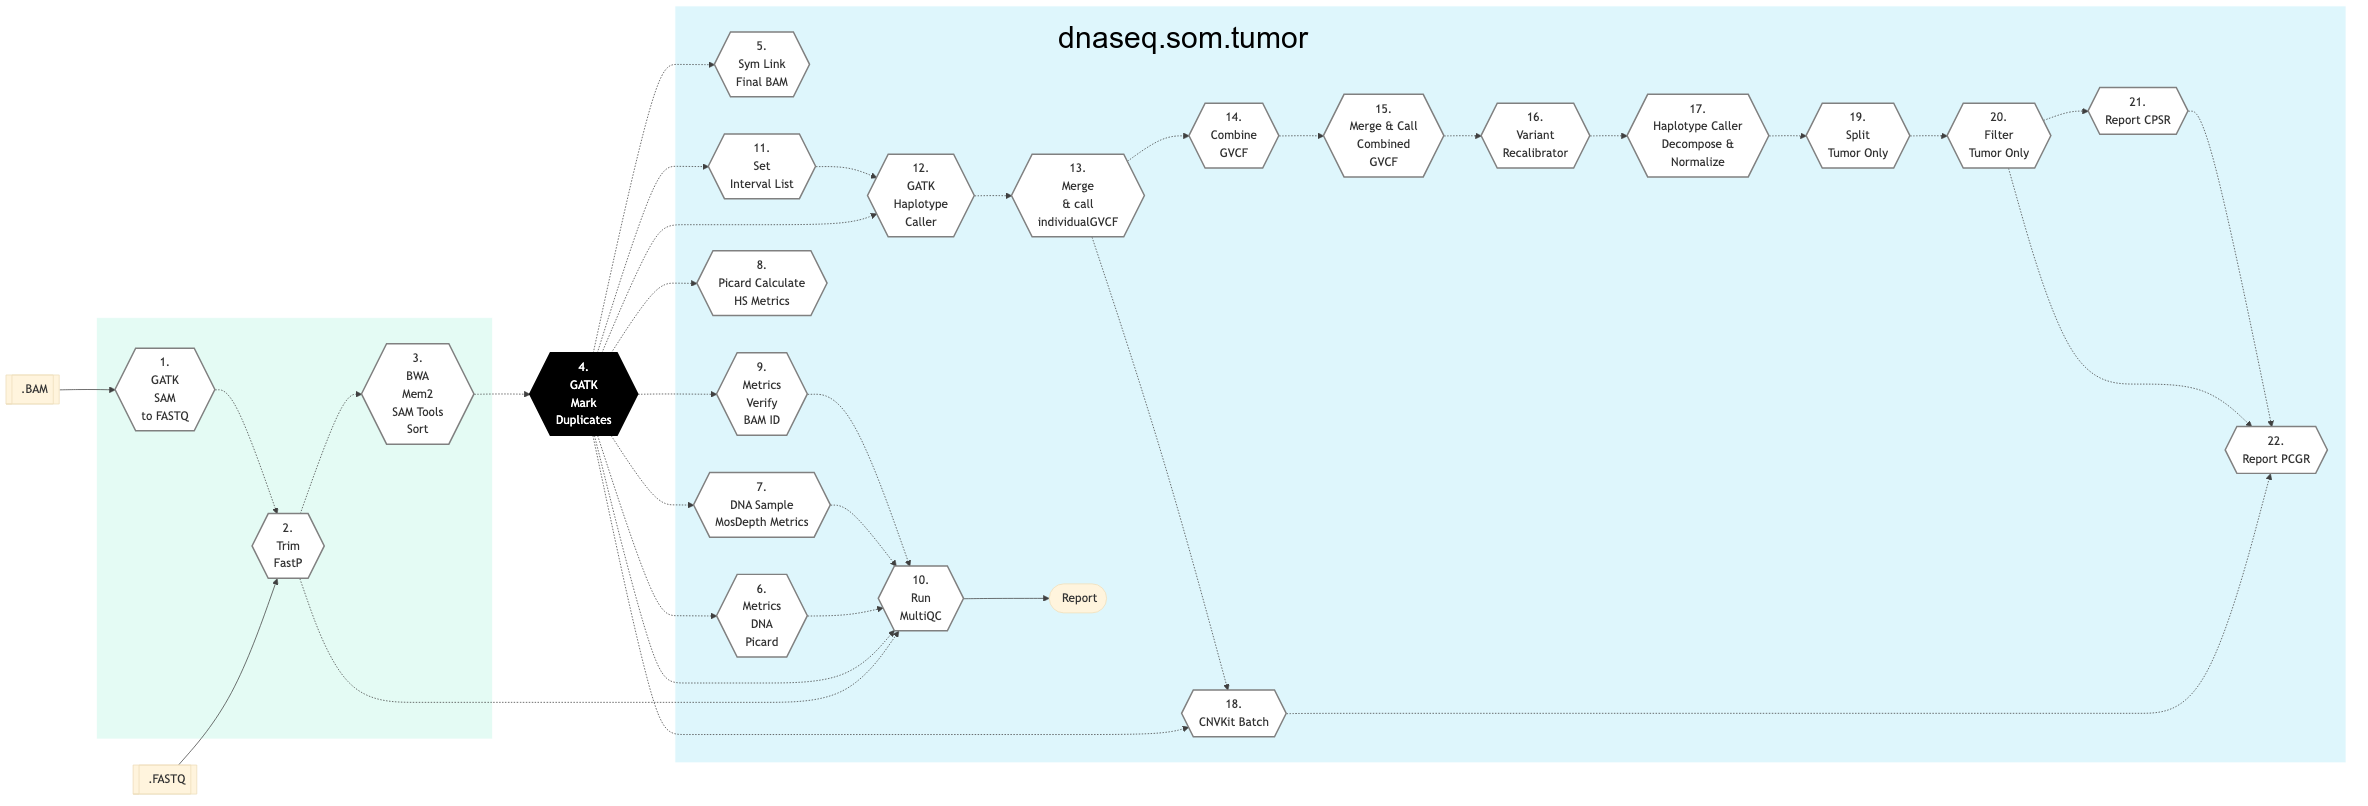 dnaseq.som.tumor
.BAM
.FASTQ
1.
GATK
SAM
to FASTQ
2.
Trim
FastP
3.
BWA
Mem2
SAM Tools
Sort
4.
GATK
Mark
Duplicates
5.
Sym Link
Final BAM
11.
Set
Interval List
12.
GATK
Haplotype
Caller
8.
Picard Calculate
HS Metrics
9.
Metrics
Verify
BAM ID
7.
DNA Sample
MosDepth Metrics
6.
Metrics
DNA
Picard
10.
Run
MultiQC
Report
13.
Merge
& call
individualGVCF
14.
Combine
GVCF
15.
Merge & Call
Combined
GVCF
16.
Variant
Recalibrator
17.
Haplotype Caller
Decompose &
Normalize
19.
Split
Tumor Only
20.
Filter
Tumor Only
21.
Report CPSR
22.
Report PCGR
18.
CNVKit Batch